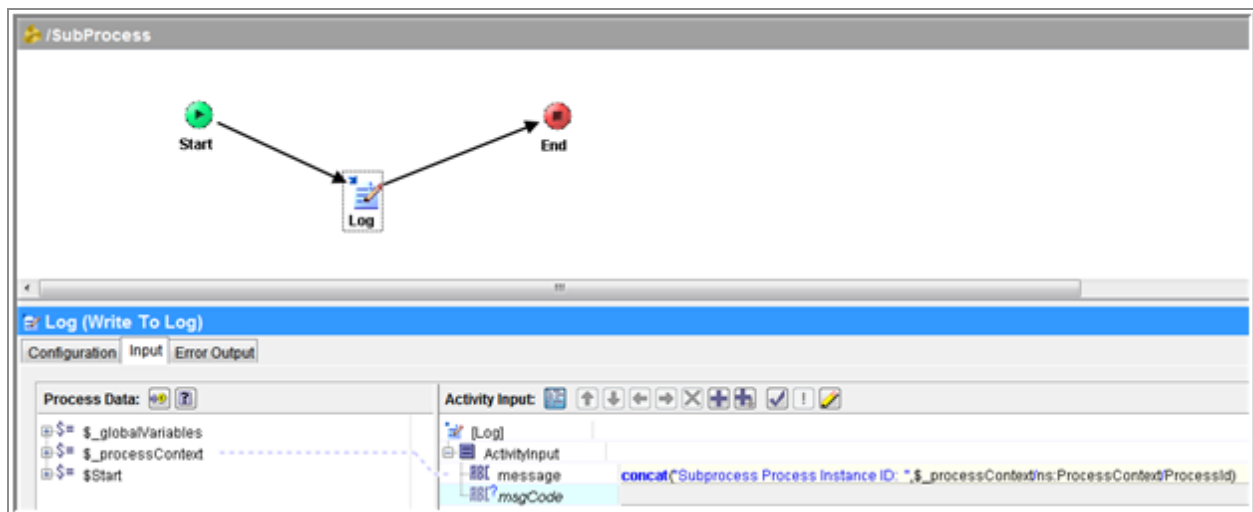 /SubProcess
Start
End
Log
Log (Write To Log)
Configuration Input Error Output
Process Data:
Activity Input:
$= $_globalVariables
$= $_processContext
$= $Start
[Log]
ActivityInput
message concat("Subprocess Process Instance ID: ",$_processContext/ns:ProcessContext/ProcessId)
msgCode